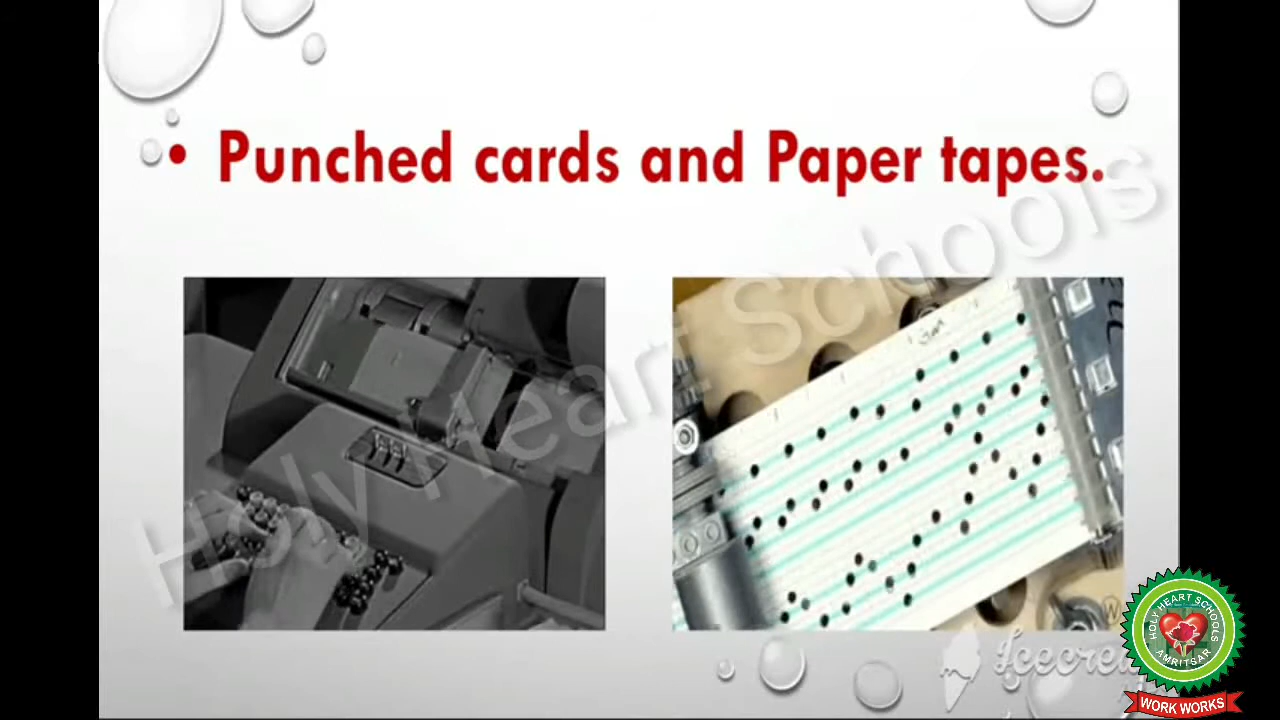 • Punched cards and Paper tapes.
Holy Heart Schools
HOLY HEART SCHOOLS
AMRITSAR
WORK WORKS